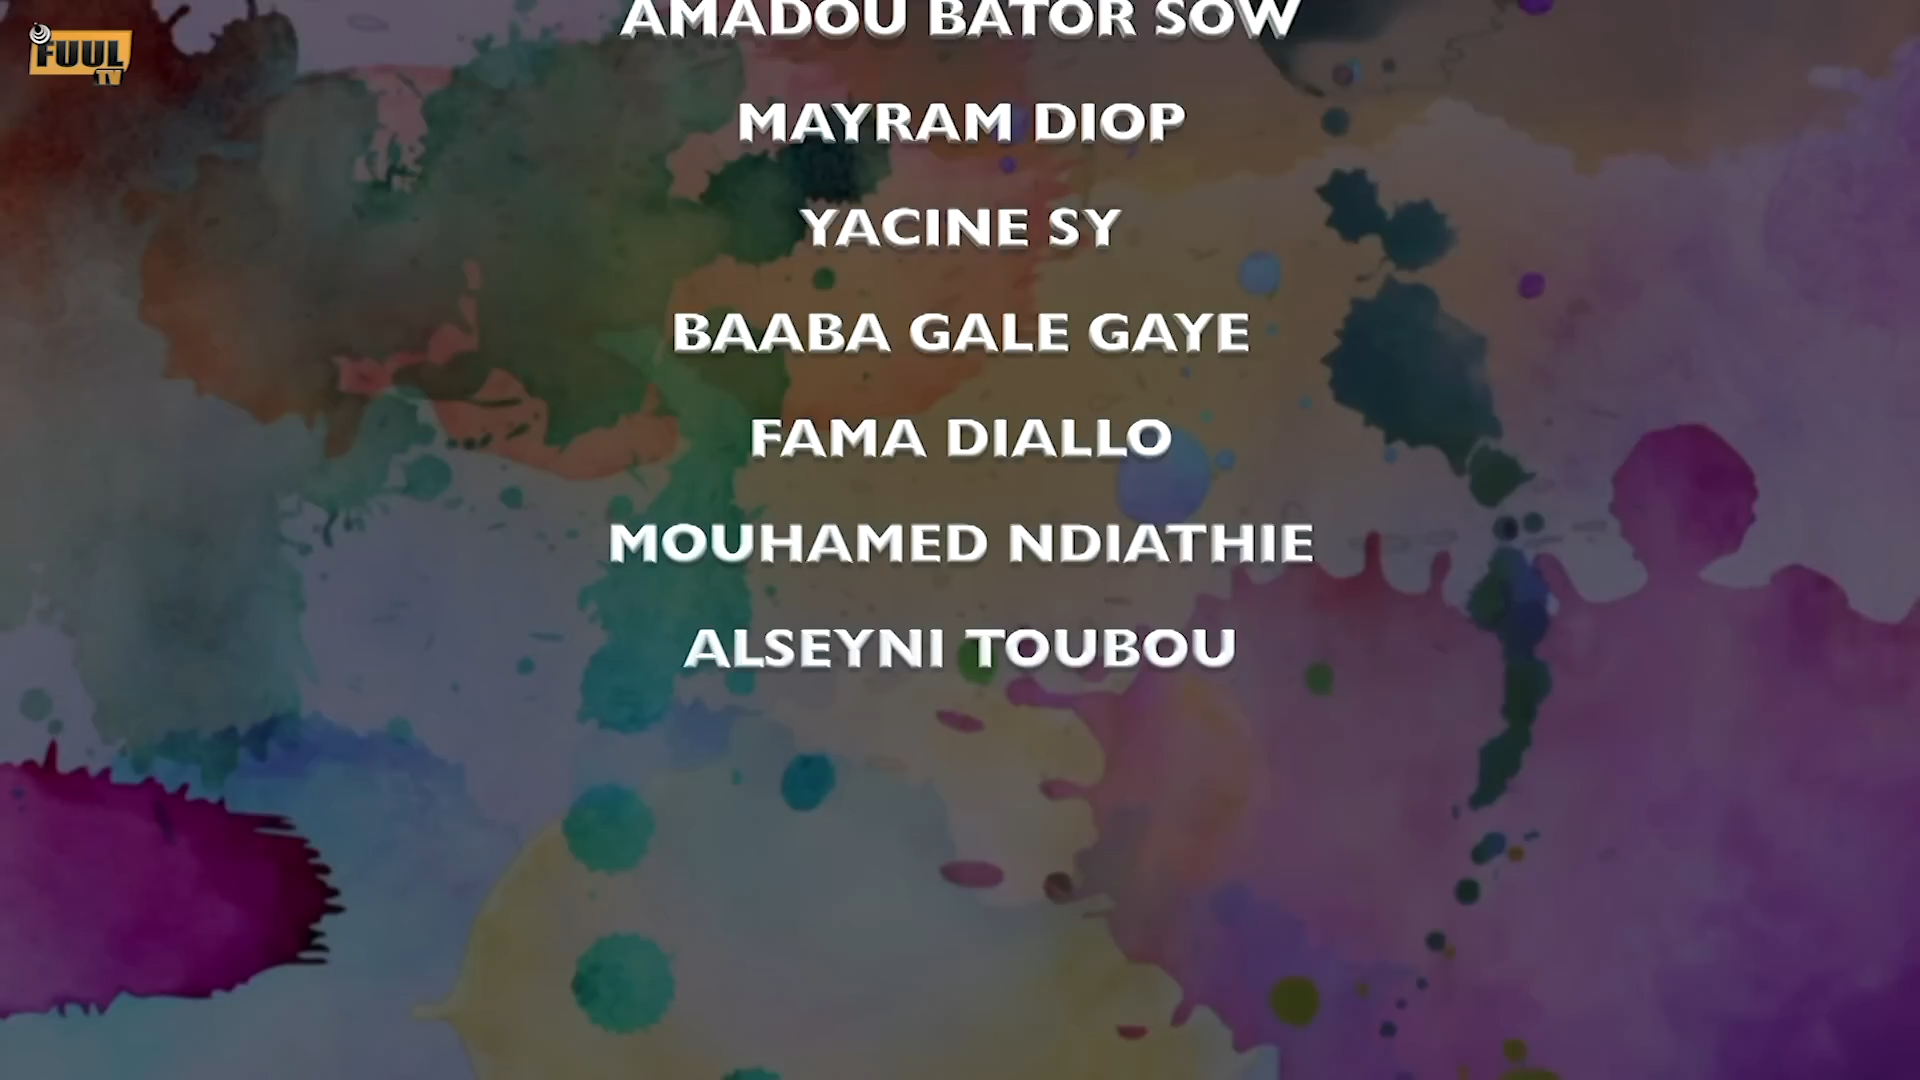 FUUL
TV
AMADOU BATOR SOW
MAYRAM DIOP
YACINE SY
BAABA GALE GAYE
FAMA DIALLO
MOUHAMED NDIATHIE
ALSEYNI TOUBOU